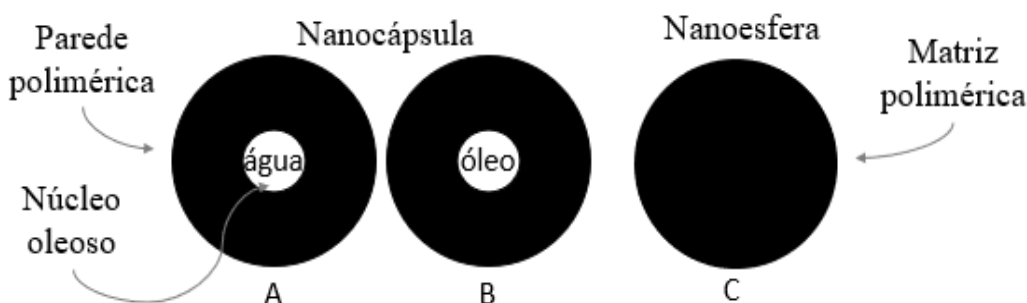 Parede
polimérica
Nanocápsula
Nanoesfera
Matriz
polimérica
água
óleo
Núcleo
oleoso
A
B
C